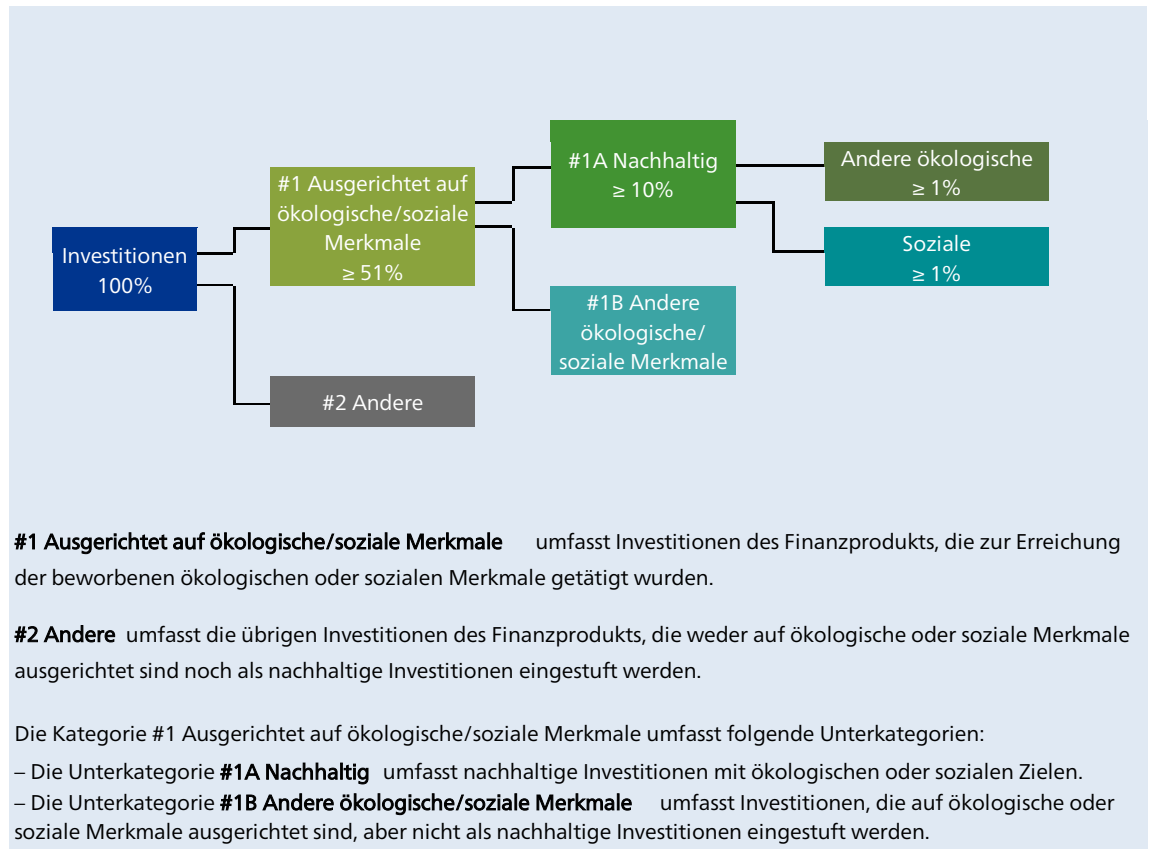 Investitionen
100%
#1 Ausgerichtet auf
ökologische/soziale
Merkmale
≥ 51%
#2 Andere
#1A Nachhaltig
≥ 10%
#1B Andere
ökologische/
soziale Merkmale
Andere ökologische
≥ 1%
Soziale
≥ 1%
#1 Ausgerichtet auf ökologische/soziale Merkmale umfasst Investitionen des Finanzprodukts, die zur Erreichung
der beworbenen ökologischen oder sozialen Merkmale getätigt wurden.
#2 Andere umfasst die übrigen Investitionen des Finanzprodukts, die weder auf ökologische oder soziale Merkmale
ausgerichtet sind noch als nachhaltige Investitionen eingestuft werden.
Die Kategorie #1 Ausgerichtet auf ökologische/soziale Merkmale umfasst folgende Unterkategorien:
– Die Unterkategorie #1A Nachhaltig umfasst nachhaltige Investitionen mit ökologischen oder sozialen Zielen.
– Die Unterkategorie #1B Andere ökologische/soziale Merkmale umfasst Investitionen, die auf ökologische oder
soziale Merkmale ausgerichtet sind, aber nicht als nachhaltige Investitionen eingestuft werden.